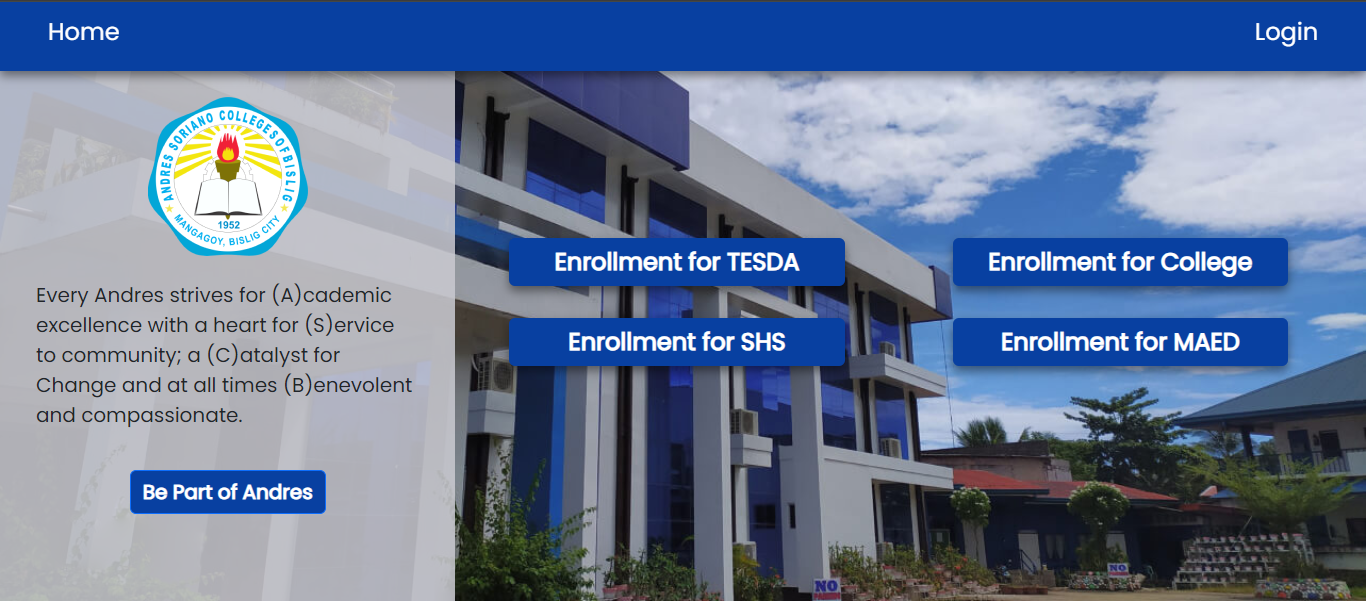 Home
Login
ANDRES SORIANO COLLEGES OF BISLIG
1952
MANGAGOY, BISLIG CITY
Every Andres strives for (A)cademic
excellence with a heart for (S)ervice
to community; a (C)atalyst for
Change and at all times (B)enevolent
and compassionate.
Be Part of Andres
Enrollment for TESDA
Enrollment for College
Enrollment for SHS
Enrollment for MAED
NO
PARKING
NO